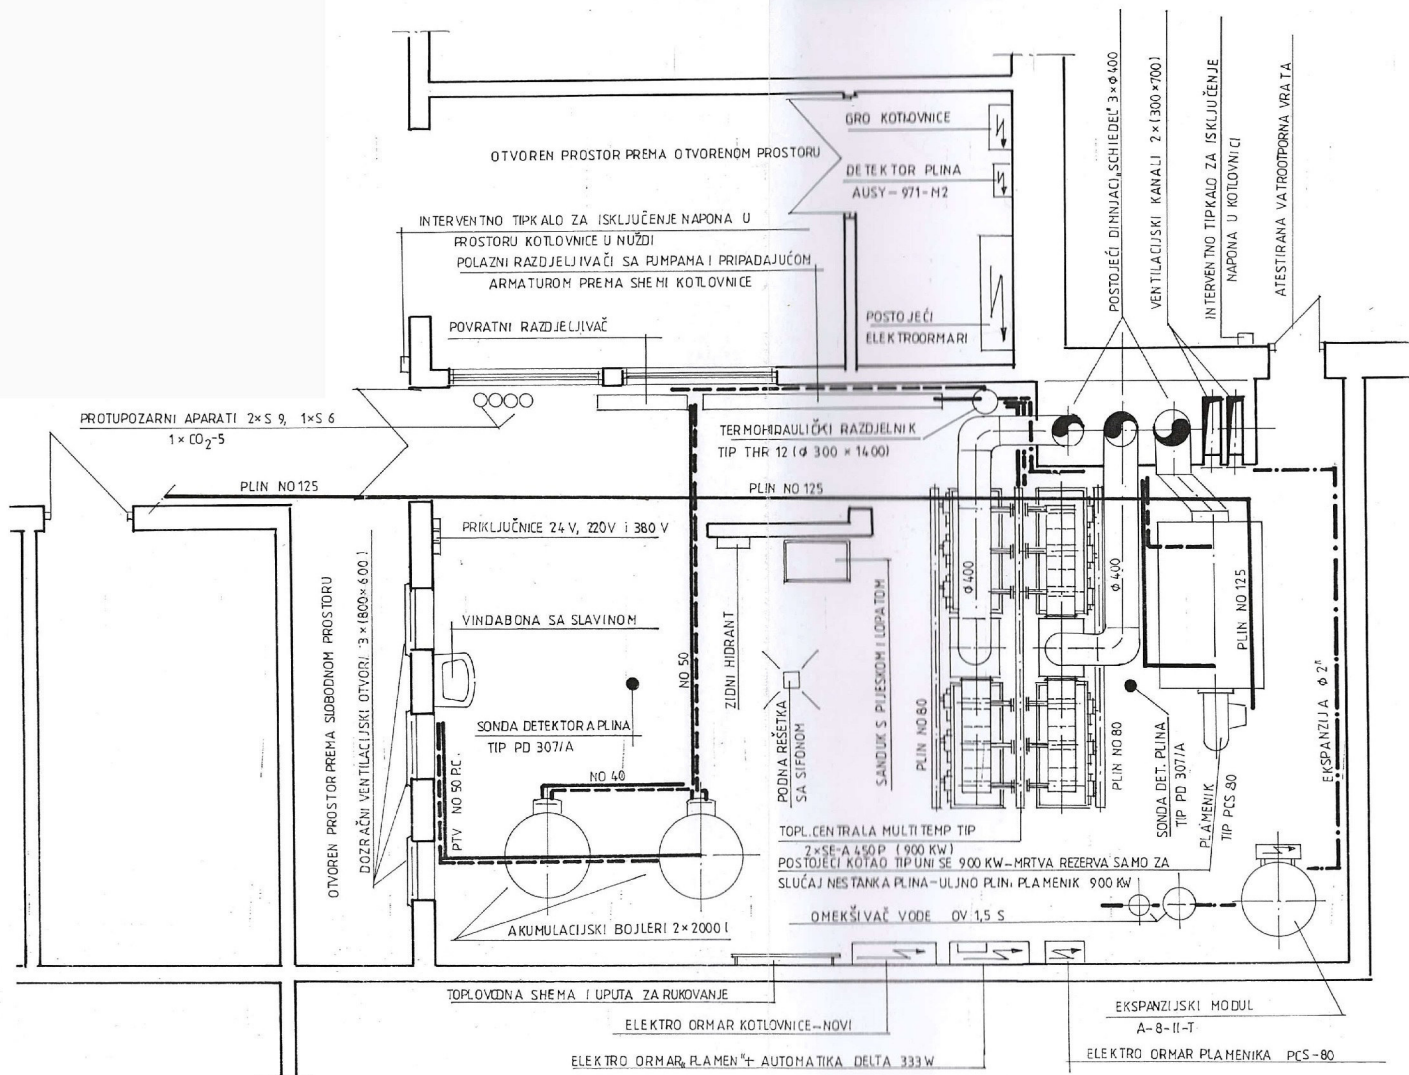 GRO KOTLOVNICE
OTVOREN PROSTOR PREMA OTVORENOM PROSTORU
DETEKTOR PLINA
AUSY-971-M2
INTERVENTNO TIPKALO ZA ISKLJUČENJE NAPONA U
PROSTORU KOTLOVNICE U NUŽDI
POLAZNI RAZDJELJIVAČI SA PUMPAMA I PRIPADAJUĆOM
ARMATUROM PREMA SHEMI KOTLOVNICE
POVRATNI RAZDJELJIVAČ
POSTOJEĆI
ELEKTROORMARI
POSTOJEĆI DIMNJACI „SCHIEDEL" 3×φ400
VENTILACIJSKI KANALI 2×(300×700)
INTERVENTNO TIPKALO ZA ISKLJUČENJE
NAPONA U KOTLOVNICI
ATESTIRANA VATROOTPORNA VRATA
PROTUPOZARNI APARATI 2×S 9, 1×S 6
1×CO2-5
TERMOHIDRAULIČKI RAZDJELNIK
TIP THR 12 (φ 300 × 1400)
PLIN NO 125
PLIN NO 125
PRIKLJUČNICE 24 V, 220V i 380 V
OTVOREN PROSTOR PREMA SLOBODNOM PROSTORU
DOZRAČNI VENTILACIJSKI OTVORI 3×(800×600)
VINDABONA SA SLAVINOM
NO 50
ZIDNI HIDRANT
SANDUK S PIJESKOM I LOPATOM
φ400
φ400
PLIN NO 125
EKSPANZIJA φ 2"
SONDA DETEKTORA PLINA
TIP PD 307/A
NO 40
PTV NO 50 P.C.
PODNA REŠETKA
SA SIFONOM
PLIN NO 80
PLIN NO 80
SONDA DET. PLINA
TIP PD 307/A
PLAMENIK
TIP PCS 80
TOPL. CENTRALA MULTITEMP TIP
2×SE-A 450P (900 KW)
POSTOJEĆI KOTAO TIP UNI SE 900 KW-MRTVA REZERVA SAMO ZA
SLUČAJ NESTANKA PLINA-ULJNO PLINI PLAMENIK 900 KW
OMEKŠIVAČ VODE OV 1,5 S
AKUMULACIJSKI BOJLERI 2×2000 l
TOPLOVODNA SHEMA I UPUTA ZA RUKOVANJE
ELEKTRO ORMAR KOTLOVNICE-NOVI
ELEKTRO ORMAR „PLAMEN"+ AUTOMATIKA DELTA 333W
EKSPANZIJSKI MODUL
A-8-II-T
ELEKTRO ORMAR PLAMENIKA PCS-80